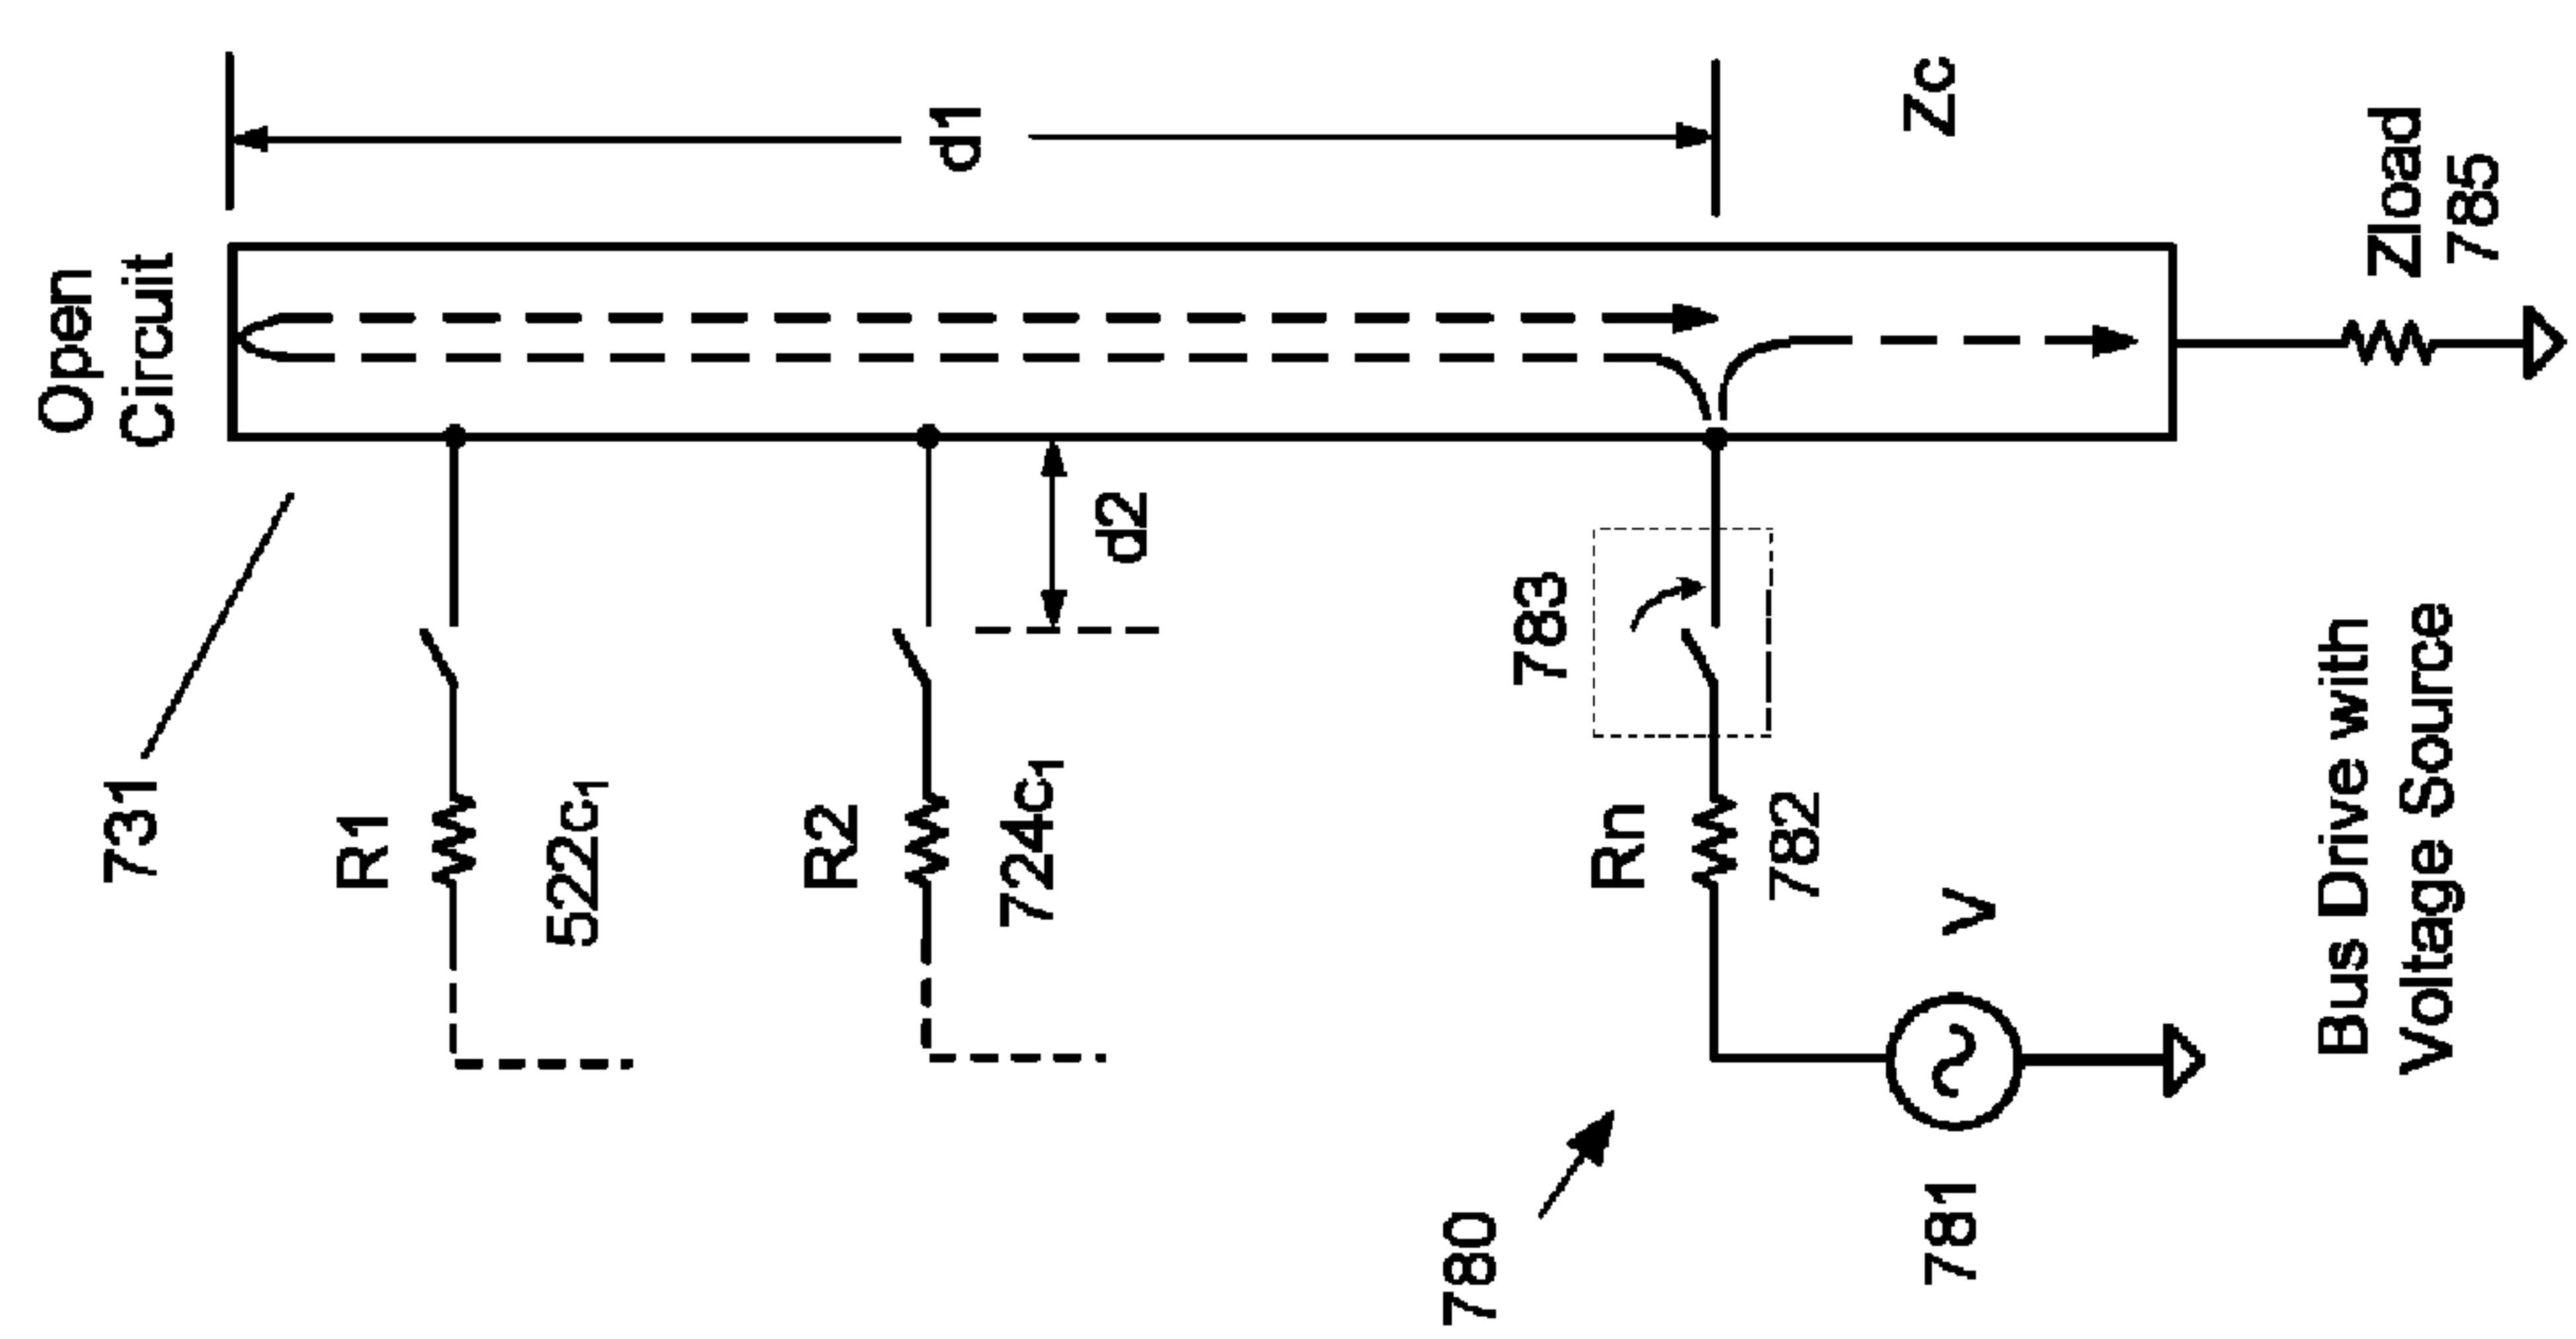 Open
Circuit
731
R1
522c₁
R2
724c₁
d2
d1
Zc
783
Rn
782
V
781
780
Zload
785
Bus Drive with
Voltage Source